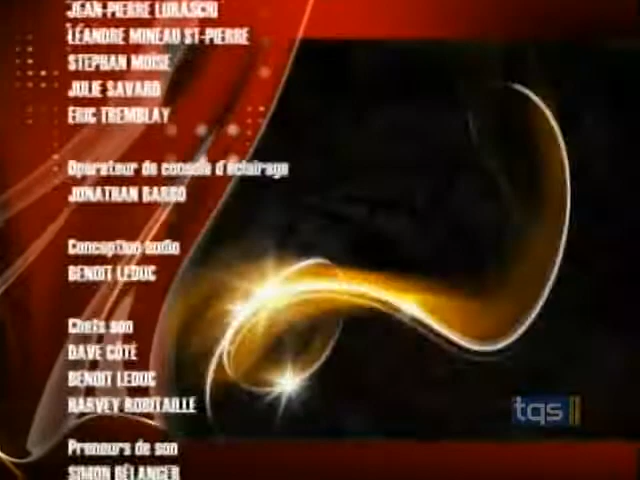 JEAN-PIERRE LURASCHI
LÉANDRE MINEAU ST-PIERRE
STEPHAN MOISE
JULIE SAVARD
ERIC TREMBLAY
Opérateur de console d'éclairage
JONATHAN BARRO
Conception audio
BENOIT LEDUC
Chefs son
DAVE CÔTÉ
BENOIT LEDUC
HARVEY ROBITAILLE
Preneurs de son
SIMON BÉLANGER
tqs